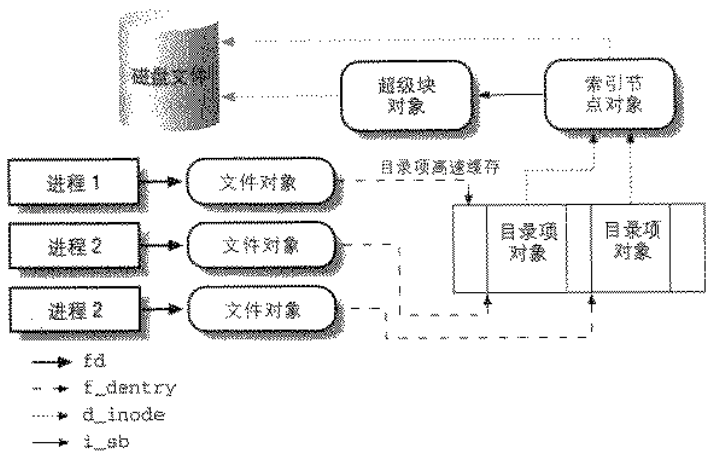 磁盘文件
超级块
对象
索引节
点对象
进程 1
文件对象
目录项高速缓存
进程 2
文件对象
目录项
对象
目录项
对象
进程 2
文件对象
fd
f_dentry
d_inode
i_sb